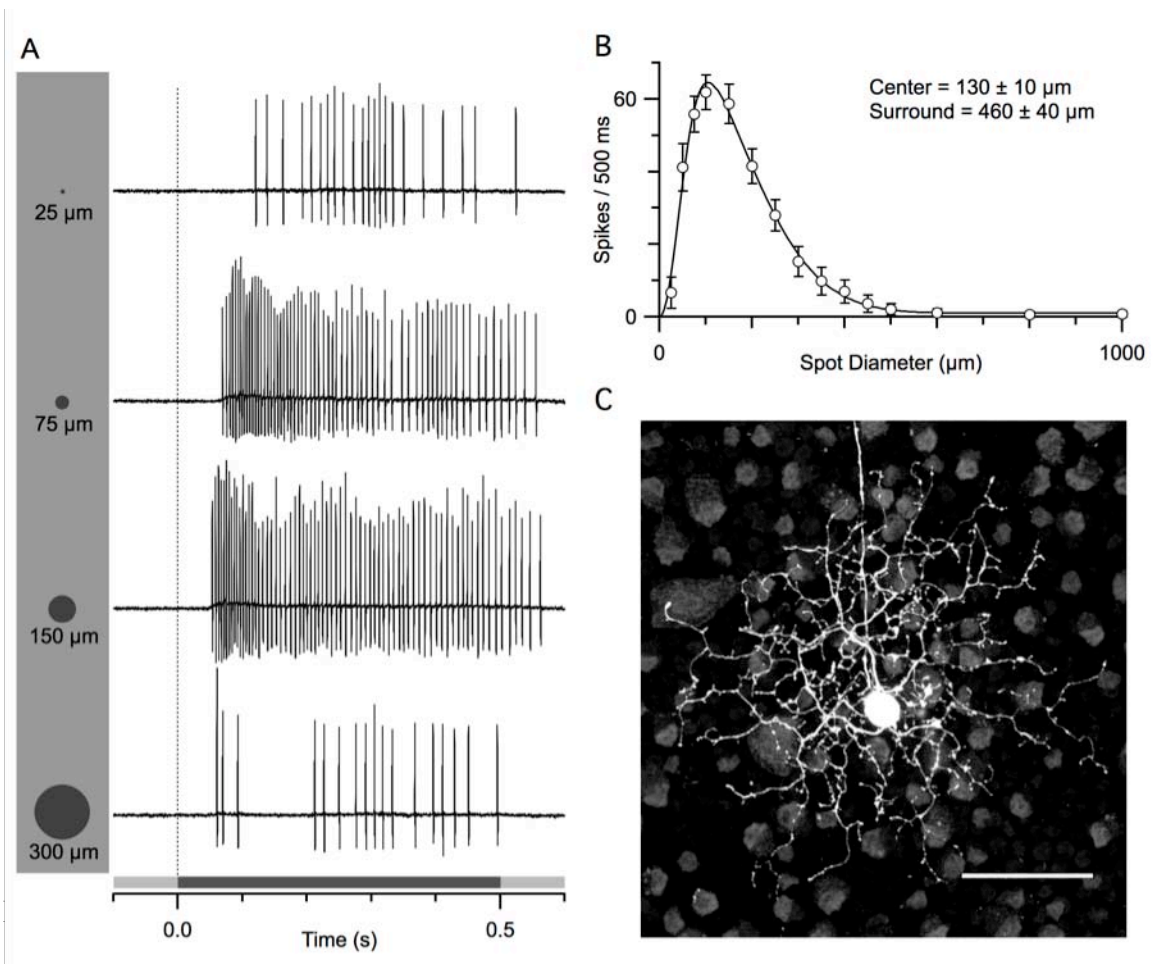 A
25 µm
75 µm
150 µm
300 µm
0.0
0.5
Time (s)
B
Center = 130 ± 10 µm
Surround = 460 ± 40 µm
60
0
Spikes / 500 ms
0
1000
Spot Diameter (µm)
C